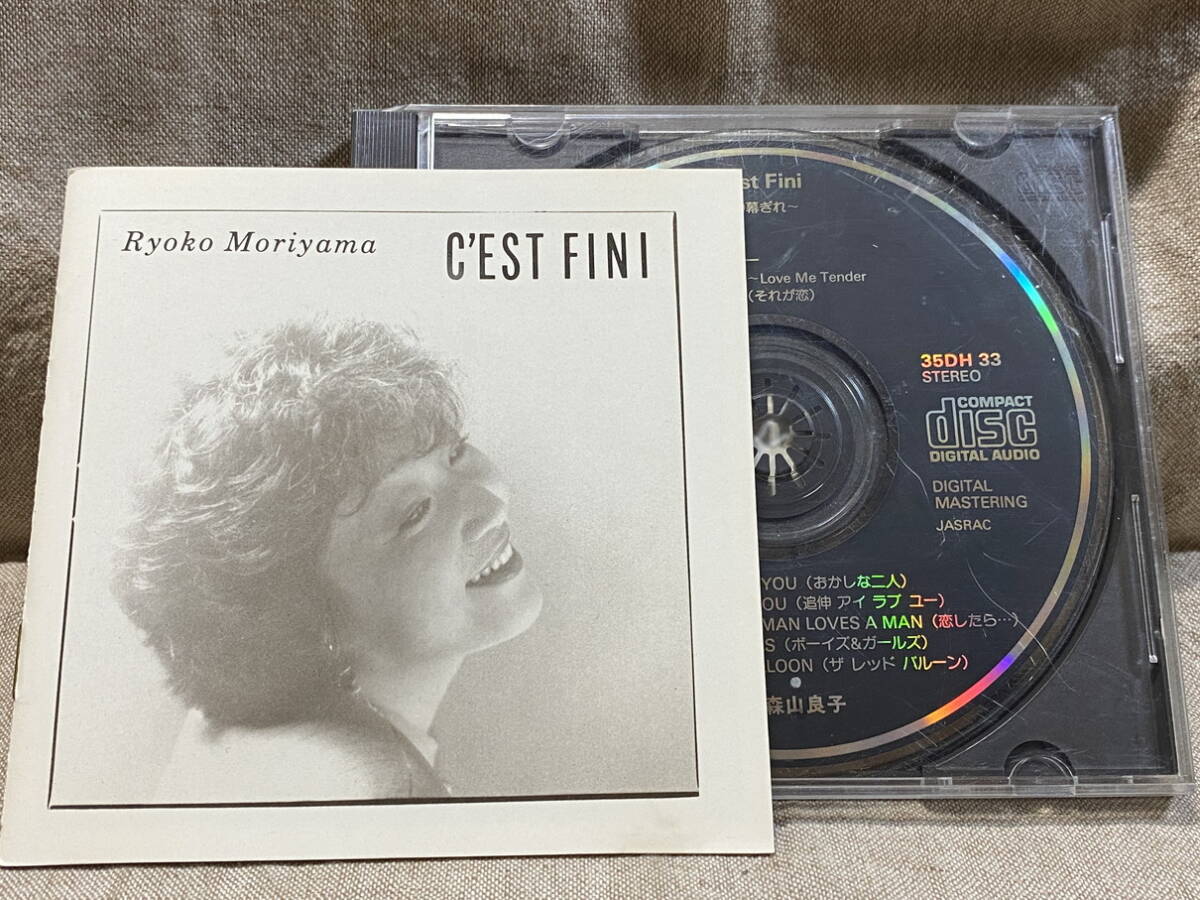 Ryoko Moriyama
C'EST FINI
st Fini
幕ぎれ～
～Love Me Tender
(それが恋)
35DH 33
STEREO
COMPACT
disc
DIGITAL AUDIO
DIGITAL
MASTERING
JASRAC
YOU (おかしな二人)
OU (追伸 アイ ラブ ユー)
MAN LOVES A MAN (恋したら…)
S (ボーイズ&ガールズ)
LOON (ザ レッド バルーン)
森山良子